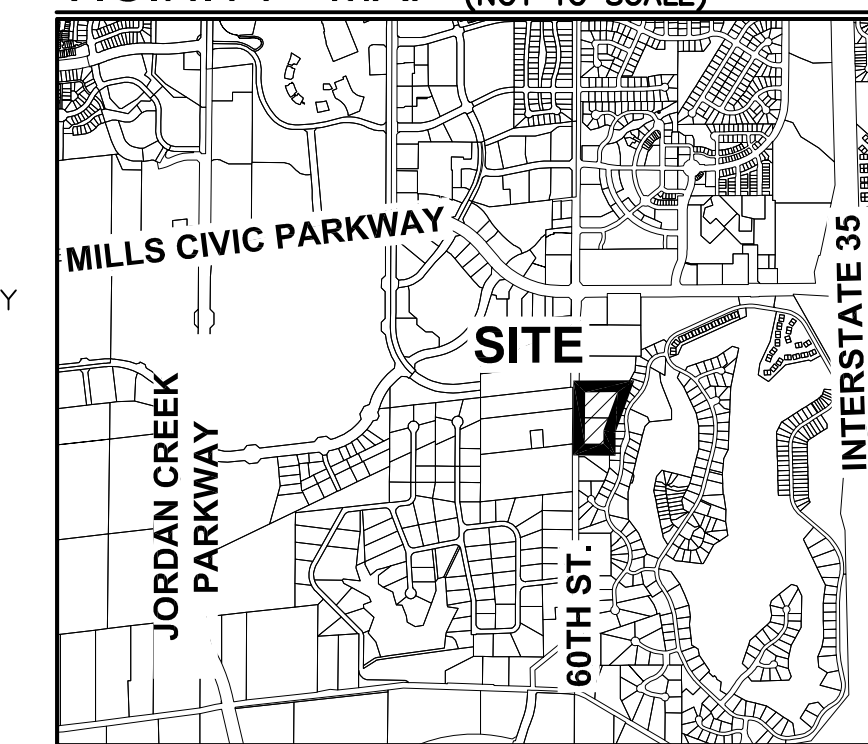 (NOT TO SCALE)
Y
MILLS CIVIC PARKWAY
SITE
INTERSTATE 35
JORDAN CREEK
PARKWAY
60TH ST.